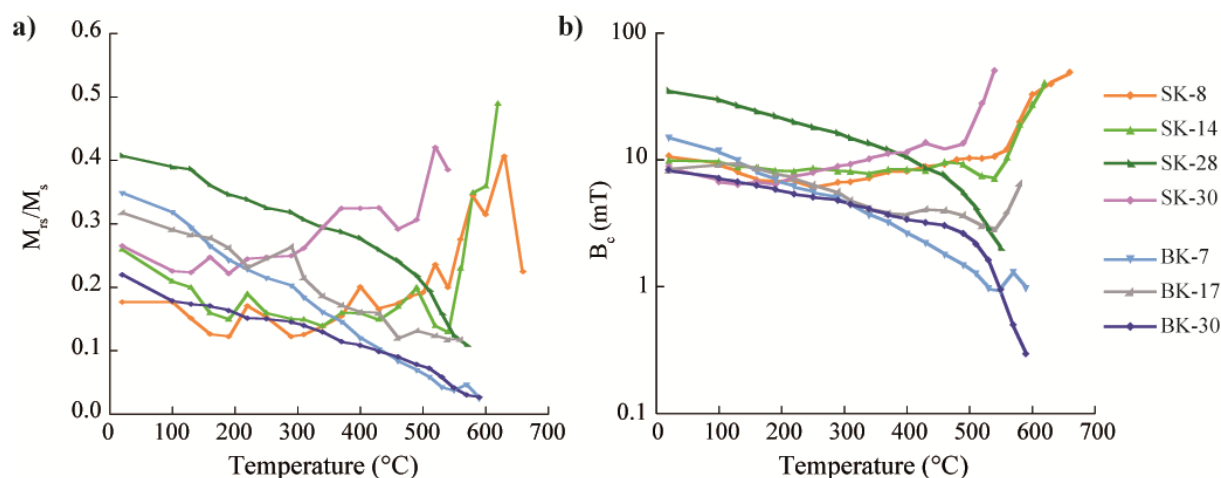 a)
0.6
0.5
0.4
0.3
0.2
0.1
0.0
Mrs/Ms
0 100 200 300 400 500 600 700
Temperature (°C)
b)
100
10
1
0.1
Bc (mT)
0 100 200 300 400 500 600 700
Temperature (°C)
SK-8
SK-14
SK-28
SK-30
BK-7
BK-17
BK-30